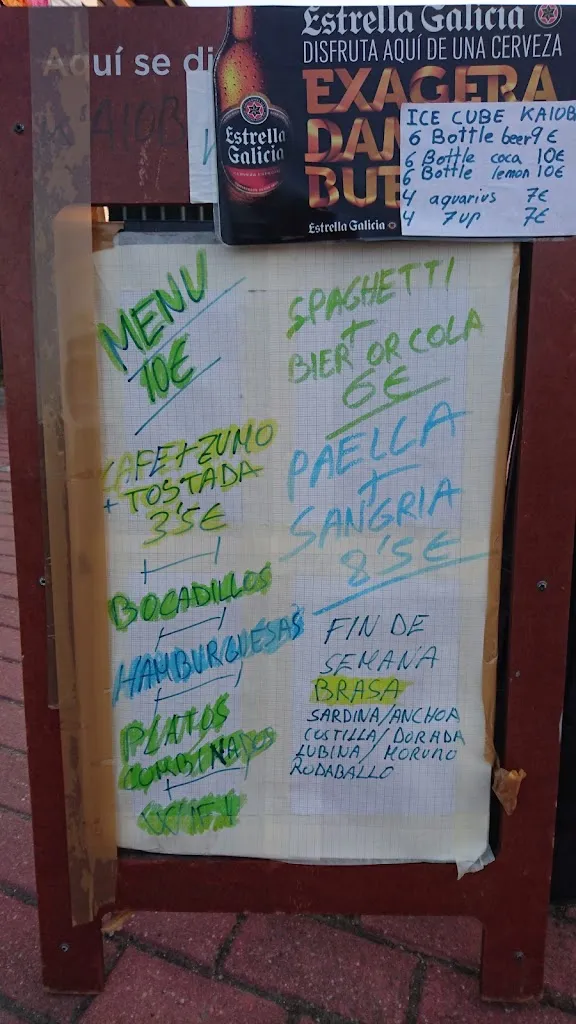 Aquí se di
Estrella Galicia
DISFRUTA AQUÍ DE UNA CERVEZA
EXAGERA
DAM
BUE
Estrella
Galicia
Estrella Galicia
ICE CUBE KAIOB
6 Bottle beer 9€
6 Bottle coca 10€
6 Bottle lemon 10€
4 aquarius 7€
4 7up 7€
MENU
10€
CAFE+ZUMO
+ TOSTADA
3'5€
BOCADILLOS
HAMBURGUESAS
PLATOS
COMBINADOS
SPAGHETTI
+
BIER OR COLA
6€
PAELLA
+
SANGRIA
8'5€
FIN DE
SEMANA
BRASA
SARDINA/ANCHOA
COSTILLA/DORADA
LUBINA/MORUNO
RODABALLO